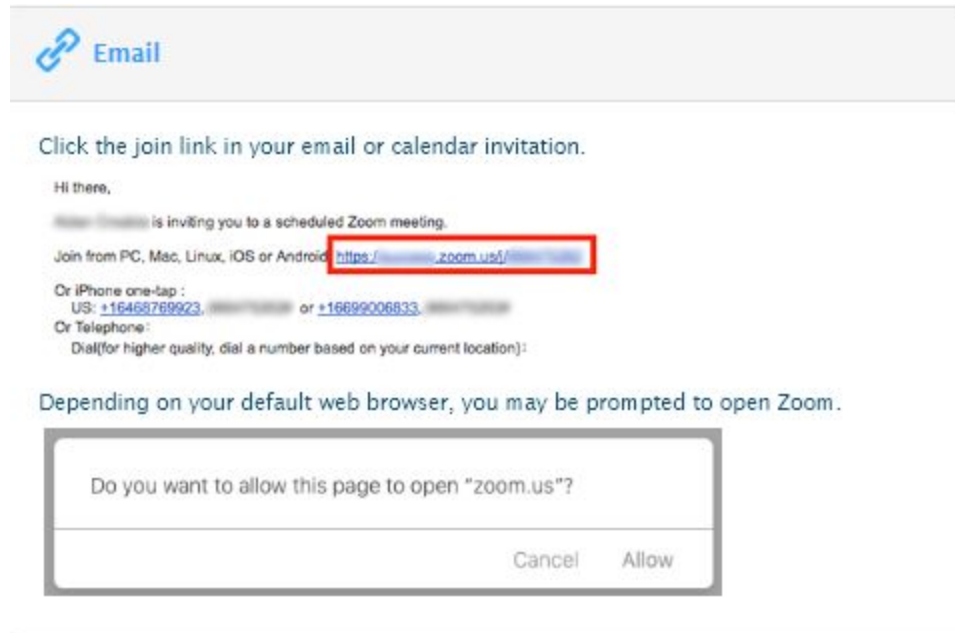 Email
Click the join link in your email or calendar invitation.
Hi there,
is inviting you to a scheduled Zoom meeting.
Join from PC, Mac, Linux, iOS or Android: https:/ .zoom.us/j/
Or iPhone one-tap :
US: +16468769923, or +16699006833,
Or Telephone:
Dial(for higher quality, dial a number based on your current location):
Depending on your default web browser, you may be prompted to open Zoom.
Do you want to allow this page to open "zoom.us"?
Cancel Allow